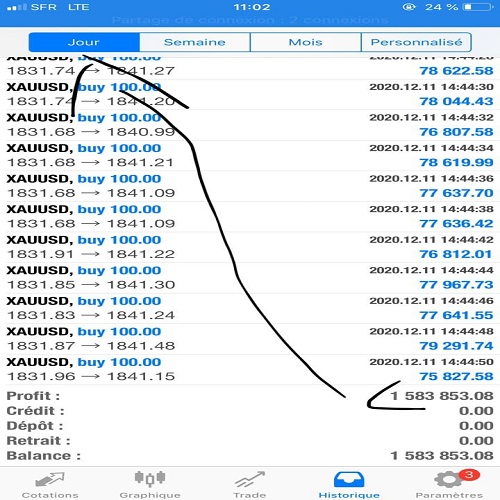 SFR LTE 11:02 24 %
Partage de connexion : 2 connexions
Jour Semaine Mois Personnalisé
XAUUSD, buy 100.00
1831.74 → 1841.27 78 622.58
XAUUSD, buy 100.00 2020.12.11 14:44:30
1831.74 → 1841.20 78 044.43
XAUUSD, buy 100.00 2020.12.11 14:44:32
1831.68 → 1840.99 76 807.58
XAUUSD, buy 100.00 2020.12.11 14:44:34
1831.68 → 1841.21 78 619.99
XAUUSD, buy 100.00 2020.12.11 14:44:36
1831.68 → 1841.09 77 637.70
XAUUSD, buy 100.00 2020.12.11 14:44:38
1831.68 → 1841.09 77 636.42
XAUUSD, buy 100.00 2020.12.11 14:44:42
1831.91 → 1841.22 76 812.01
XAUUSD, buy 100.00 2020.12.11 14:44:44
1831.85 → 1841.30 77 967.73
XAUUSD, buy 100.00 2020.12.11 14:44:46
1831.83 → 1841.24 77 641.55
XAUUSD, buy 100.00 2020.12.11 14:44:48
1831.87 → 1841.48 79 291.74
XAUUSD, buy 100.00 2020.12.11 14:44:50
1831.96 → 1841.15 75 827.58
Profit : 1 583 853.08
Crédit : 0.00
Dépôt : 0.00
Retrait : 0.00
Balance : 1 583 853.08
3
Cotations Graphique Trade Historique Paramètres